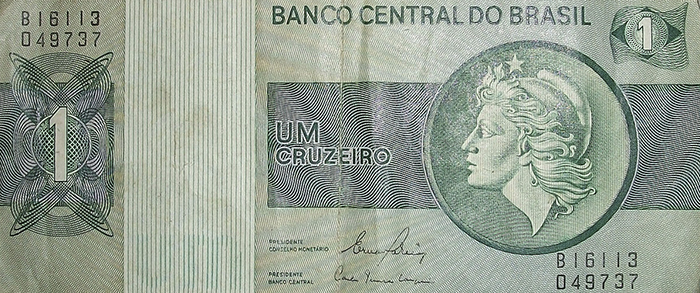 B16113
049737
BANCO CENTRAL DO BRASIL
1
1
UM
CRUZEIRO
PRESIDENTE
CONSELHO MONETÁRIO
PRESIDENTE
BANCO CENTRAL
B16113
049737